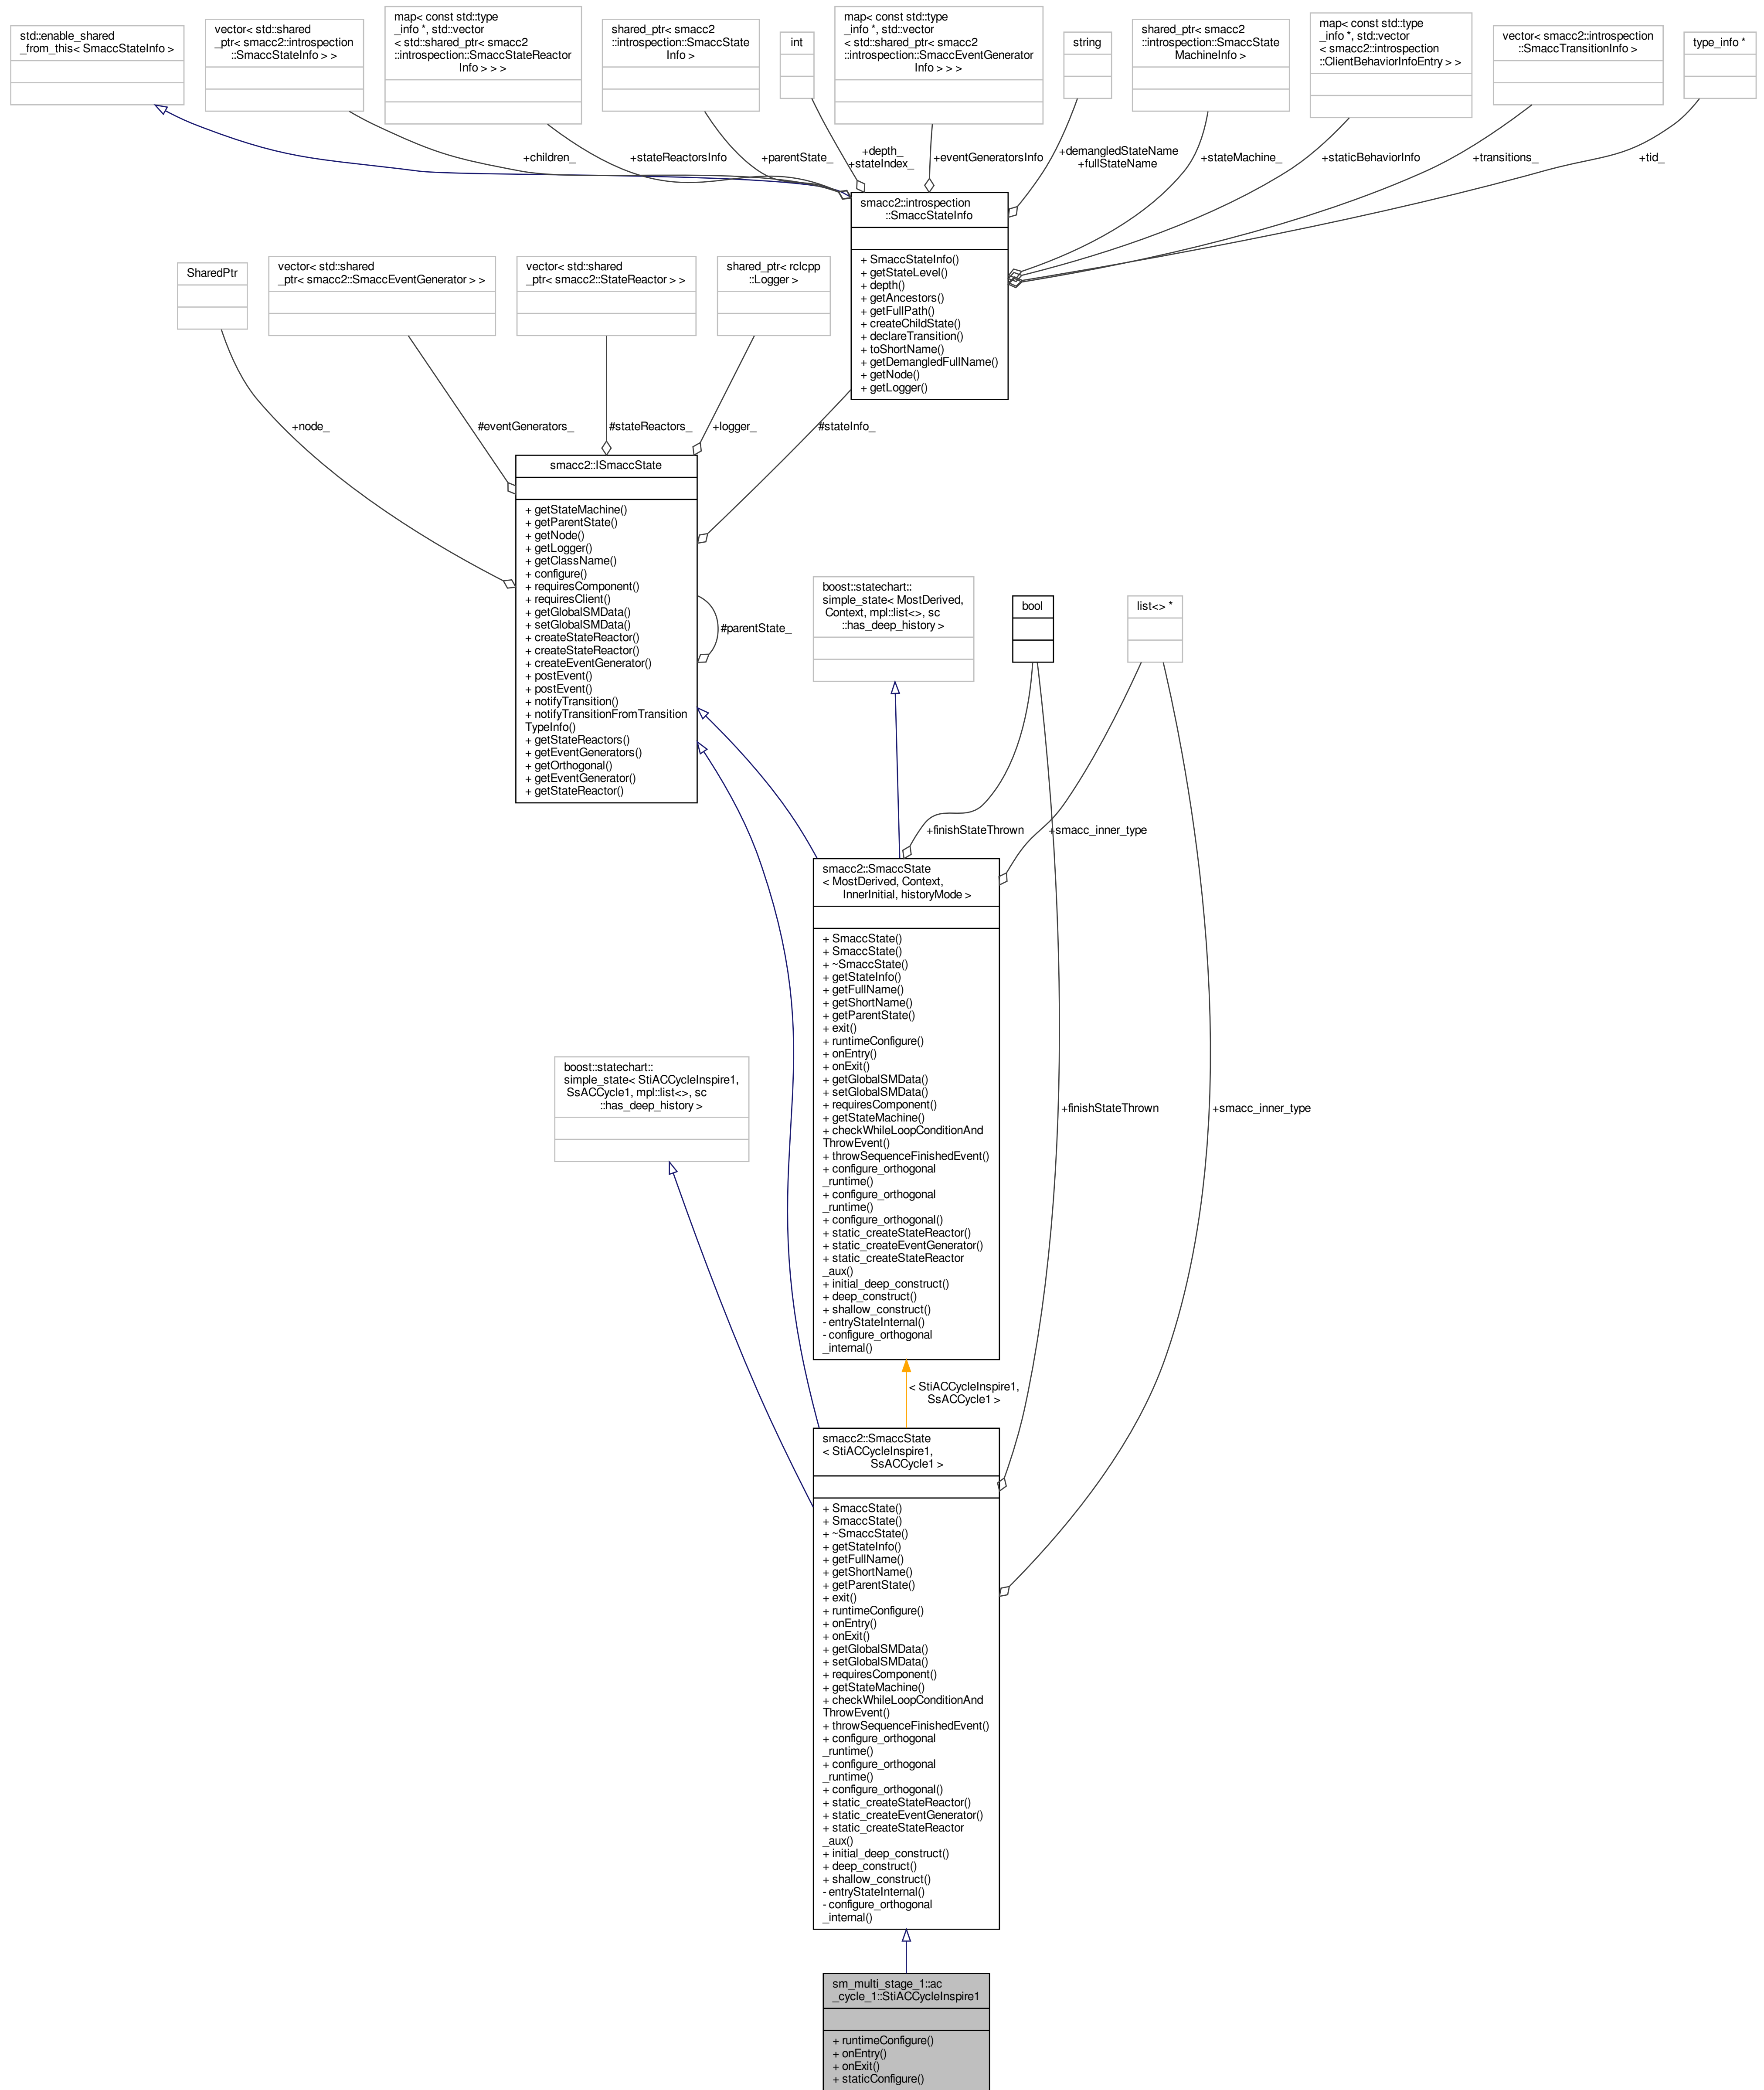 std::enable_shared
_from_this< SmaccStateInfo >
vector< std::shared
_ptr< smacc2::introspection
::SmaccStateInfo > >
map< const std::type
_info *, std::vector
< std::shared_ptr< smacc2
::introspection::SmaccStateReactor
Info > > >
shared_ptr< smacc2
::introspection::SmaccState
Info >
int
map< const std::type
_info *, std::vector
< std::shared_ptr< smacc2
::introspection::SmaccEventGenerator
Info > > >
string
shared_ptr< smacc2
::introspection::SmaccState
MachineInfo >
map< const std::type
_info *, std::vector
< smacc2::introspection
::ClientBehaviorInfoEntry > >
vector< smacc2::introspection
::SmaccTransitionInfo >
type_info *
+children_
+stateReactorsInfo
+parentState_
+depth_
+stateIndex_
+eventGeneratorsInfo
+demangledStateName
+fullStateName
+stateMachine_
+staticBehaviorInfo
+transitions_
+tid_
smacc2::introspection
::SmaccStateInfo
+ SmaccStateInfo()
+ getStateLevel()
+ depth()
+ getAncestors()
+ getFullPath()
+ createChildState()
+ declareTransition()
+ toShortName()
+ getDemangledFullName()
+ getNode()
+ getLogger()
SharedPtr
vector< std::shared
_ptr< smacc2::SmaccEventGenerator > >
vector< std::shared
_ptr< smacc2::StateReactor > >
shared_ptr< rclcpp
::Logger >
+node_
#eventGenerators_
#stateReactors_
+logger_
#stateInfo_
smacc2::ISmaccState
+ getStateMachine()
+ getParentState()
+ getNode()
+ getLogger()
+ getClassName()
+ configure()
+ requiresComponent()
+ requiresClient()
+ getGlobalSMData()
+ setGlobalSMData()
+ createStateReactor()
+ createStateReactor()
+ createEventGenerator()
+ postEvent()
+ postEvent()
+ notifyTransition()
+ notifyTransitionFromTransition
TypeInfo()
+ getStateReactors()
+ getEventGenerators()
+ getOrthogonal()
+ getEventGenerator()
+ getStateReactor()
#parentState_
boost::statechart::
simple_state< MostDerived,
Context, mpl::list<>, sc
::has_deep_history >
bool
list<> *
+finishStateThrown
+smacc_inner_type
smacc2::SmaccState
< MostDerived, Context,
InnerInitial, historyMode >
+ SmaccState()
+ SmaccState()
+ ~SmaccState()
+ getStateInfo()
+ getFullName()
+ getShortName()
+ getParentState()
+ exit()
+ runtimeConfigure()
+ onEntry()
+ onExit()
+ getGlobalSMData()
+ setGlobalSMData()
+ requiresComponent()
+ getStateMachine()
+ checkWhileLoopConditionAnd
ThrowEvent()
+ throwSequenceFinishedEvent()
+ configure_orthogonal
_runtime()
+ configure_orthogonal
_runtime()
+ configure_orthogonal()
+ static_createStateReactor()
+ static_createEventGenerator()
+ static_createStateReactor
_aux()
+ initial_deep_construct()
+ deep_construct()
+ shallow_construct()
- entryStateInternal()
- configure_orthogonal
_internal()
boost::statechart::
simple_state< StiACCycleInspire1,
SsACCycle1, mpl::list<>, sc
::has_deep_history >
+finishStateThrown
+smacc_inner_type
< StiACCycleInspire1,
SsACCycle1 >
smacc2::SmaccState
< StiACCycleInspire1,
SsACCycle1 >
+ SmaccState()
+ SmaccState()
+ ~SmaccState()
+ getStateInfo()
+ getFullName()
+ getShortName()
+ getParentState()
+ exit()
+ runtimeConfigure()
+ onEntry()
+ onExit()
+ getGlobalSMData()
+ setGlobalSMData()
+ requiresComponent()
+ getStateMachine()
+ checkWhileLoopConditionAnd
ThrowEvent()
+ throwSequenceFinishedEvent()
+ configure_orthogonal
_runtime()
+ configure_orthogonal
_runtime()
+ configure_orthogonal()
+ static_createStateReactor()
+ static_createEventGenerator()
+ static_createStateReactor
_aux()
+ initial_deep_construct()
+ deep_construct()
+ shallow_construct()
- entryStateInternal()
- configure_orthogonal
_internal()
sm_multi_stage_1::ac
_cycle_1::StiACCycleInspire1
+ runtimeConfigure()
+ onEntry()
+ onExit()
+ staticConfigure()